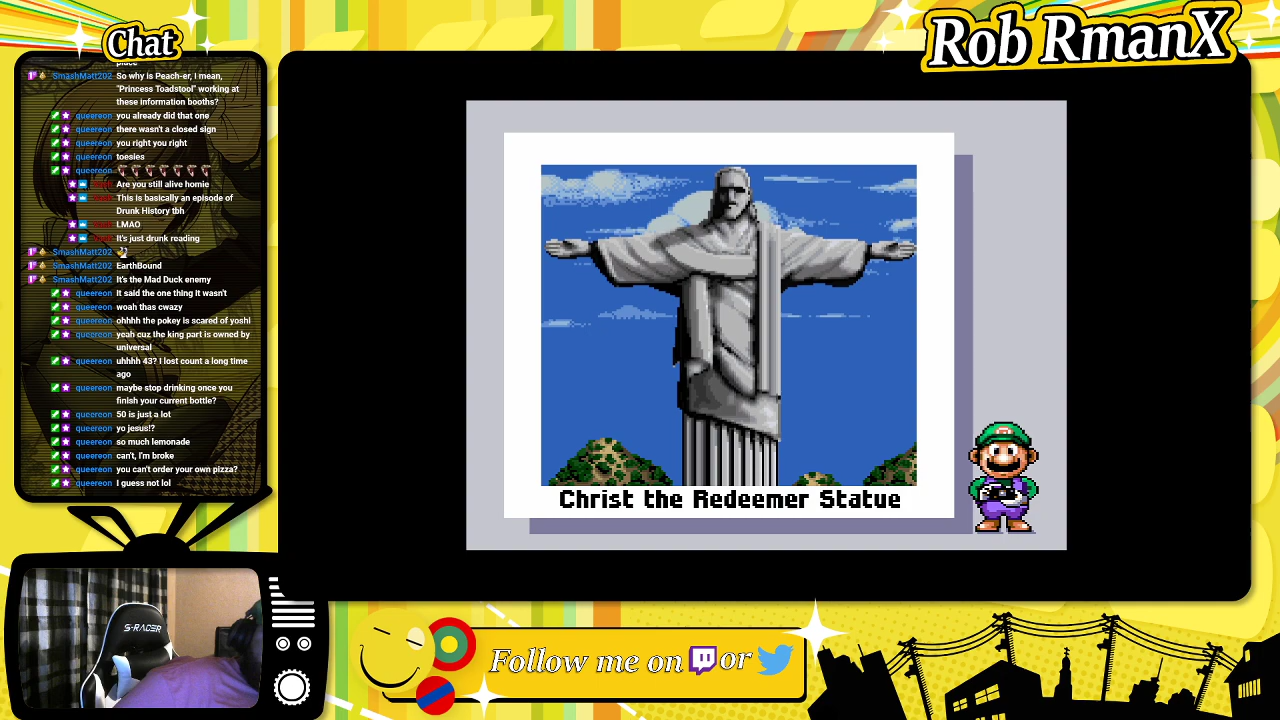 Chat
Rob RmanX
place
SmashMatt202 So why is Peach-er, I mean,
"Princess Toadstool" working at
these information booths?
queereon you already did that one
queereon there wasn't a closed sign
queereon you right you right
queereon toesies
queereon
Are you still alive homie
This is basically an episode of
Drunk History tbh
LMAO
It's just drunk reading
SmashMatt202
SmashMatt202 EarthBound
SmashMatt202 It's the Mad Duck enemy
queereon It said the one thing it wasn't
queereon woah thas cwazy
queereon ohhhh the pokey is scared of yoshi
queereon yeah cuz the king part is owned by
universal
queereon uhhhh 43? I lost count a long time
ago
queereon maybe stop drinking once you
finish your current bottle?
queereon 50 is just a lot
queereon yo jesus!?
queereon so much lemonade
queereon can't, I'm broke
queereon you can't order your own pizza?
queereon I guess not lol
Christ the Redeemer Statue
S-RACER
Follow me on or